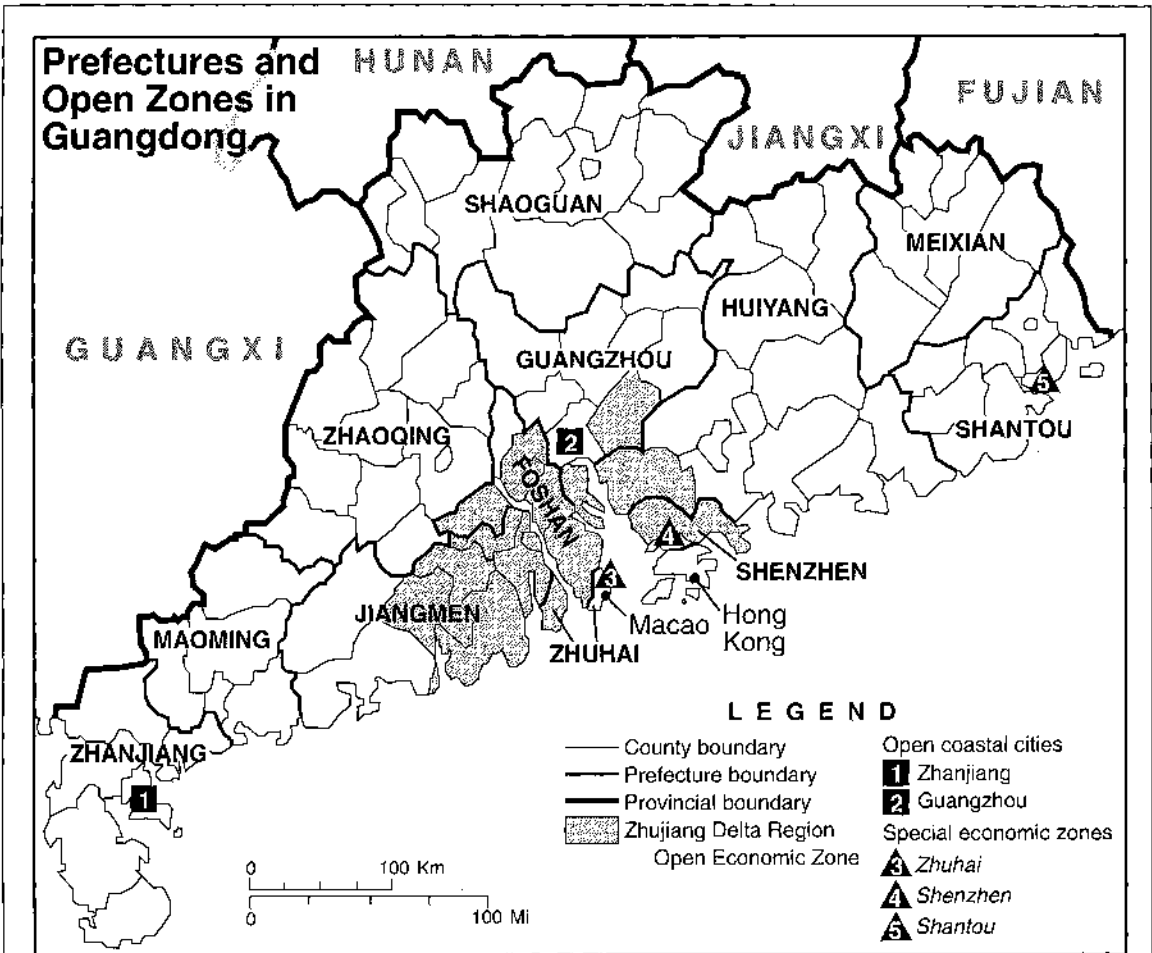 Prefectures and
Open Zones in
Guangdong
HUNAN
FUJIAN
JIANGXI
SHAOGUAN
MEIXIAN
HUIYANG
GUANGXI
GUANGZHOU
5
ZHAOQING
SHANTOU
2
FOSHAN
4
SHENZHEN
3
JIANGMEN
Macao
Hong
Kong
MAOMING
ZHUHAI
ZHANJIANG
1
LEGEND
County boundary
Prefecture boundary
Provincial boundary
Zhujiang Delta Region
Open Economic Zone
Open coastal cities
1 Zhanjiang
2 Guangzhou
Special economic zones
3 Zhuhai
4 Shenzhen
5 Shantou
0 100 Km
0 100 Mi